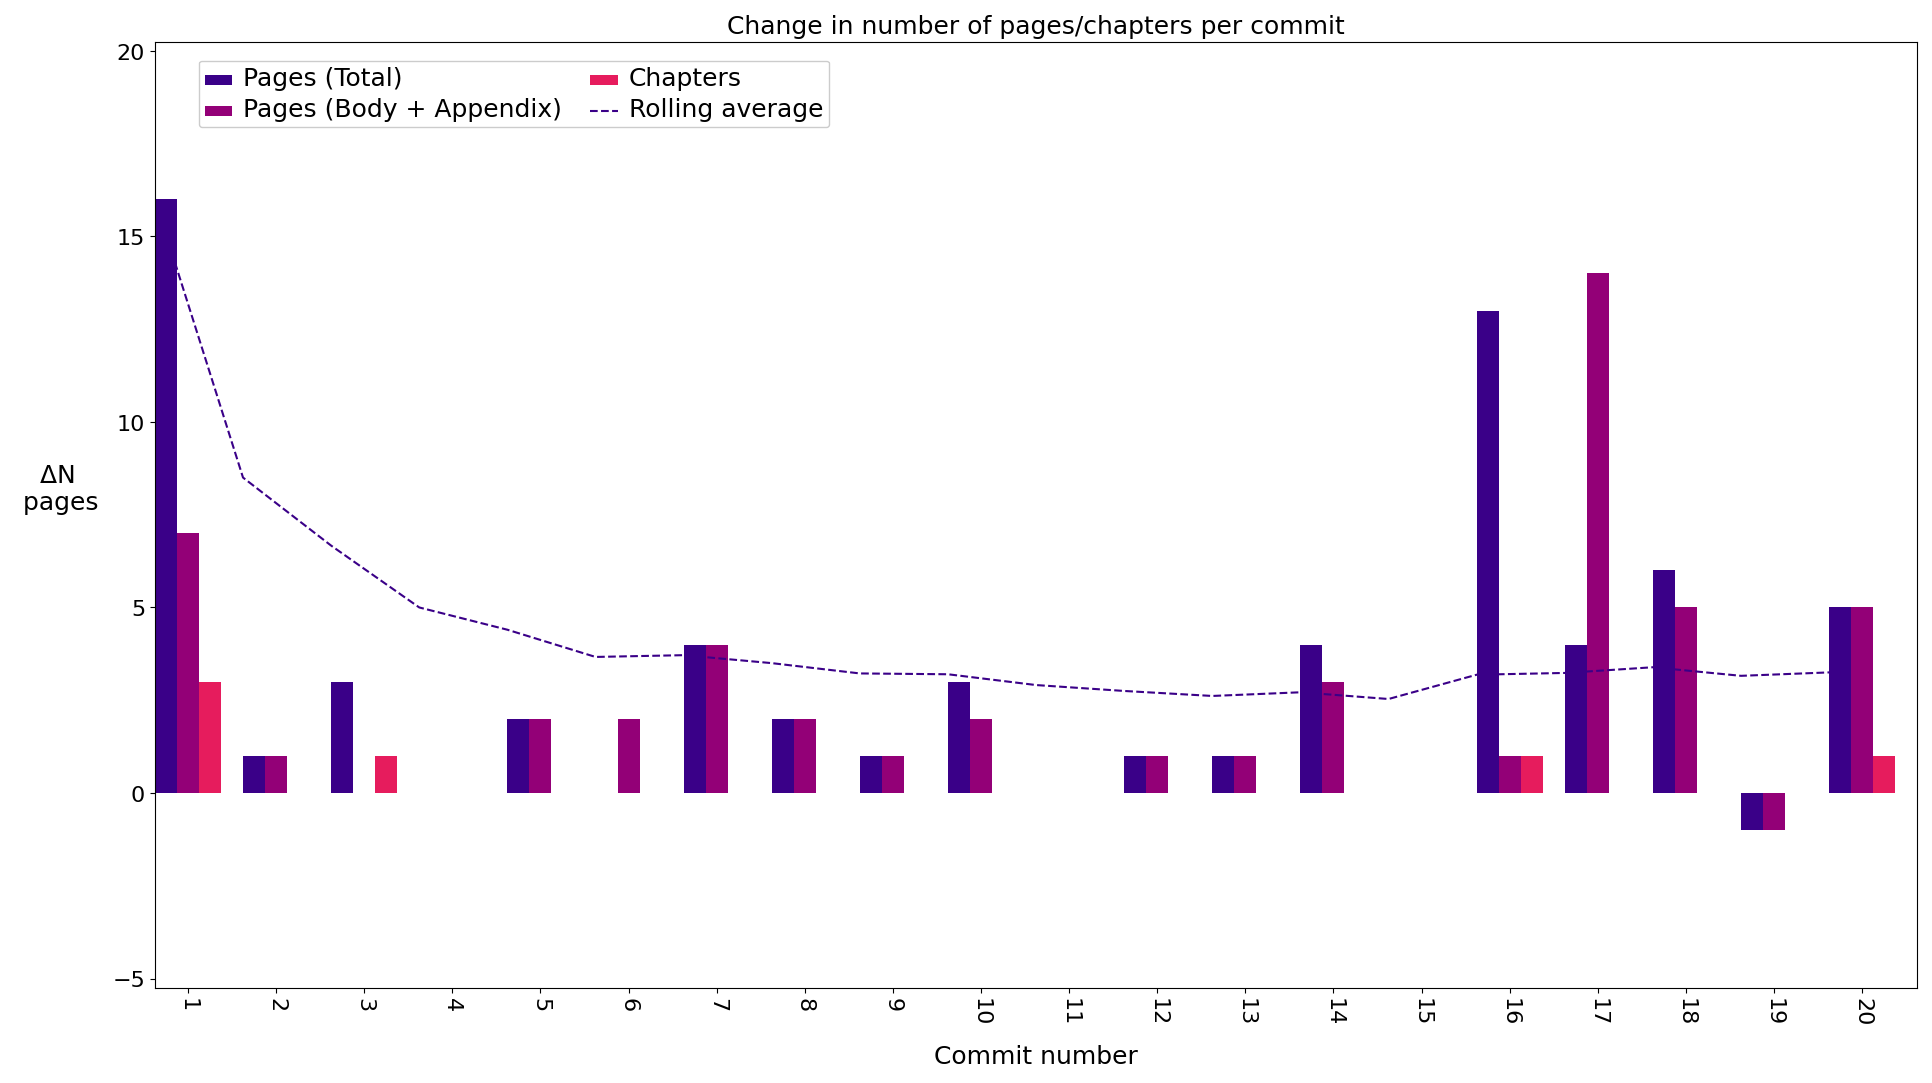 Change in number of pages/chapters per commit
Pages (Total)
Pages (Body + Appendix)
Chapters
Rolling average
20
15
10
5
0
−5
ΔN
pages
1 2 3 4 5 6 7 8 9 10 11 12 13 14 15 16 17 18 19 20
Commit number